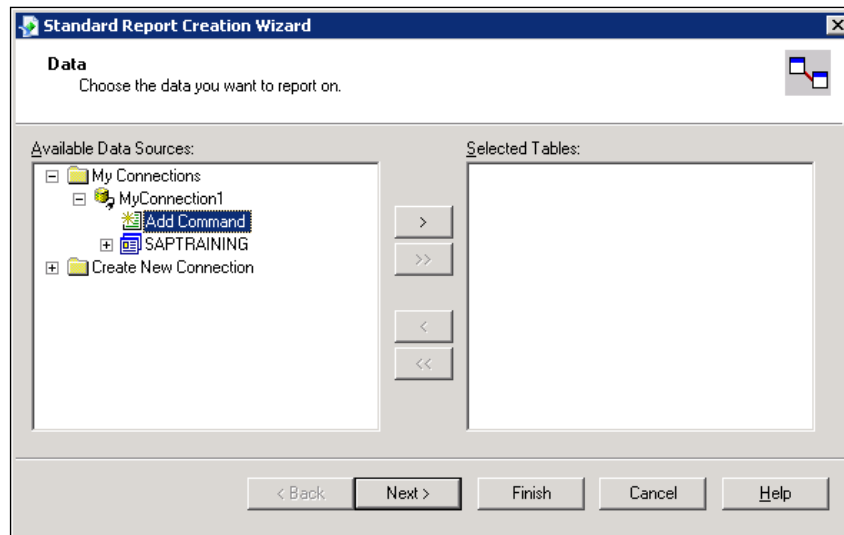 Standard Report Creation Wizard
Data
Choose the data you want to report on.
Available Data Sources:
Selected Tables:
My Connections
MyConnection1
Add Command
SAPTRAINING
Create New Connection
>
>>
<
<<
< Back
Next >
Finish
Cancel
Help